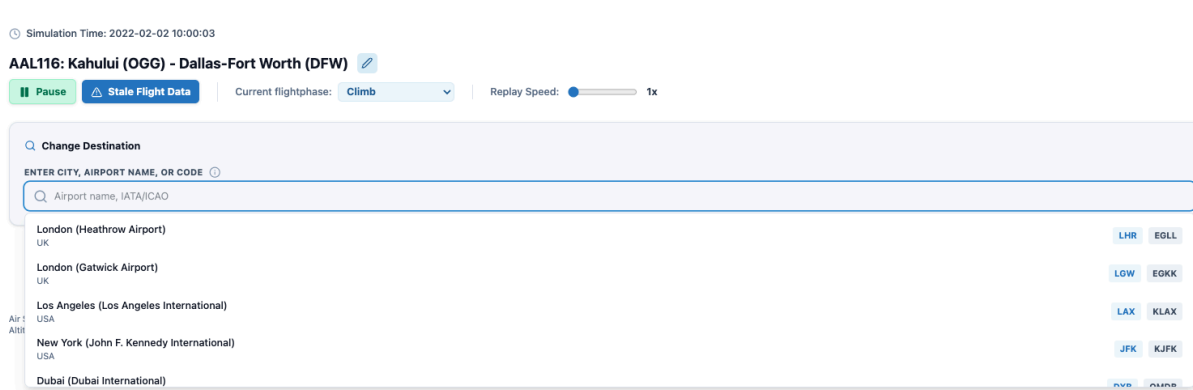 Simulation Time: 2022-02-02 10:00:03
AAL116: Kahului (OGG) - Dallas-Fort Worth (DFW)
Pause Stale Flight Data Current flightphase: Climb Replay Speed: 1x
Change Destination
ENTER CITY, AIRPORT NAME, OR CODE
Airport name, IATA/ICAO
London (Heathrow Airport) LHR EGLL
UK
London (Gatwick Airport) LGW EGKK
UK
Los Angeles (Los Angeles International) LAX KLAX
USA
Air
New York (John F. Kennedy International) JFK KJFK
USA
Dubai (Dubai International) DXB OMDB